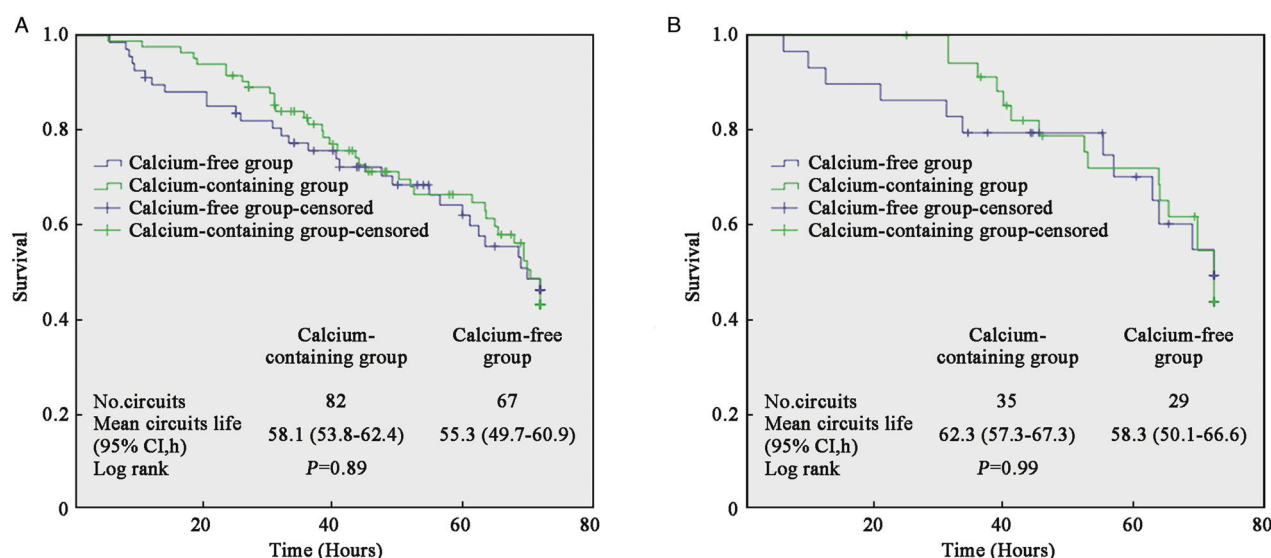 A
1.0
0.8
0.6
0.4
0.2
0
Survival
Calcium-free group
Calcium-containing group
Calcium-free group-censored
Calcium-containing group-censored
Calcium-
containing group
Calcium-free
group
No.circuits 82 67
Mean circuits life
(95% CI,h) 58.1 (53.8-62.4) 55.3 (49.7-60.9)
Log rank P=0.89
20 40 60 80
Time (Hours)
B
1.0
0.8
0.6
0.4
0.2
0
Survival
Calcium-free group
Calcium-containing group
Calcium-free group-censored
Calcium-containing group-censored
Calcium-
containing group
Calcium-free
group
No.circuits 35 29
Mean circuits life
(95% CI,h) 62.3 (57.3-67.3) 58.3 (50.1-66.6)
Log rank P=0.99
20 40 60 80
Time (Hours)